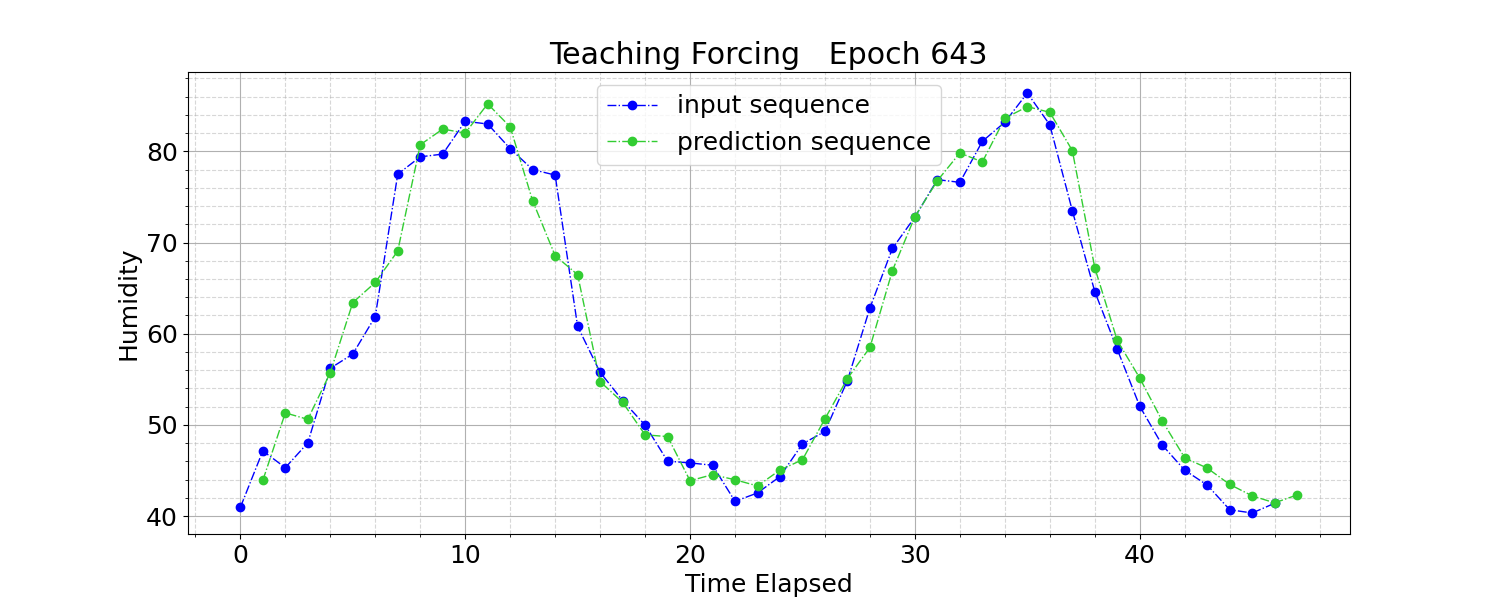 Teaching Forcing   Epoch 643
input sequence
prediction sequence
Humidity
80
70
60
50
40
0 10 20 30 40
Time Elapsed